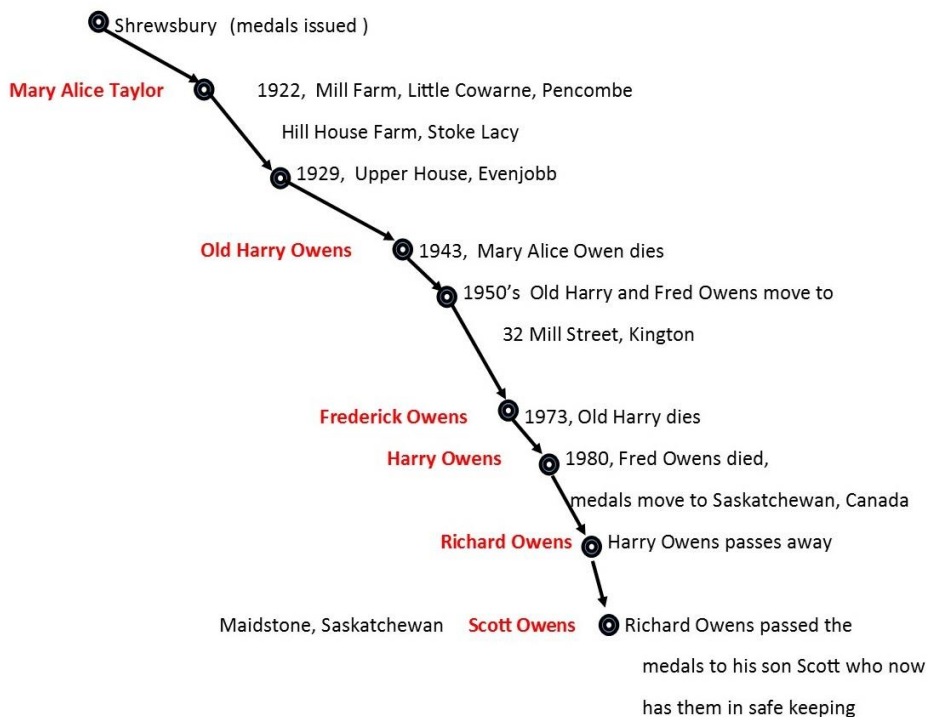 Shrewsbury (medals issued )
Mary Alice Taylor 1922, Mill Farm, Little Cowarne, Pencombe
Hill House Farm, Stoke Lacy
1929, Upper House, Evenjobb
Old Harry Owens 1943, Mary Alice Owen dies
1950’s Old Harry and Fred Owens move to
32 Mill Street, Kington
Frederick Owens 1973, Old Harry dies
Harry Owens 1980, Fred Owens died,
medals move to Saskatchewan, Canada
Richard Owens Harry Owens passes away
Maidstone, Saskatchewan Scott Owens Richard Owens passed the
medals to his son Scott who now
has them in safe keeping